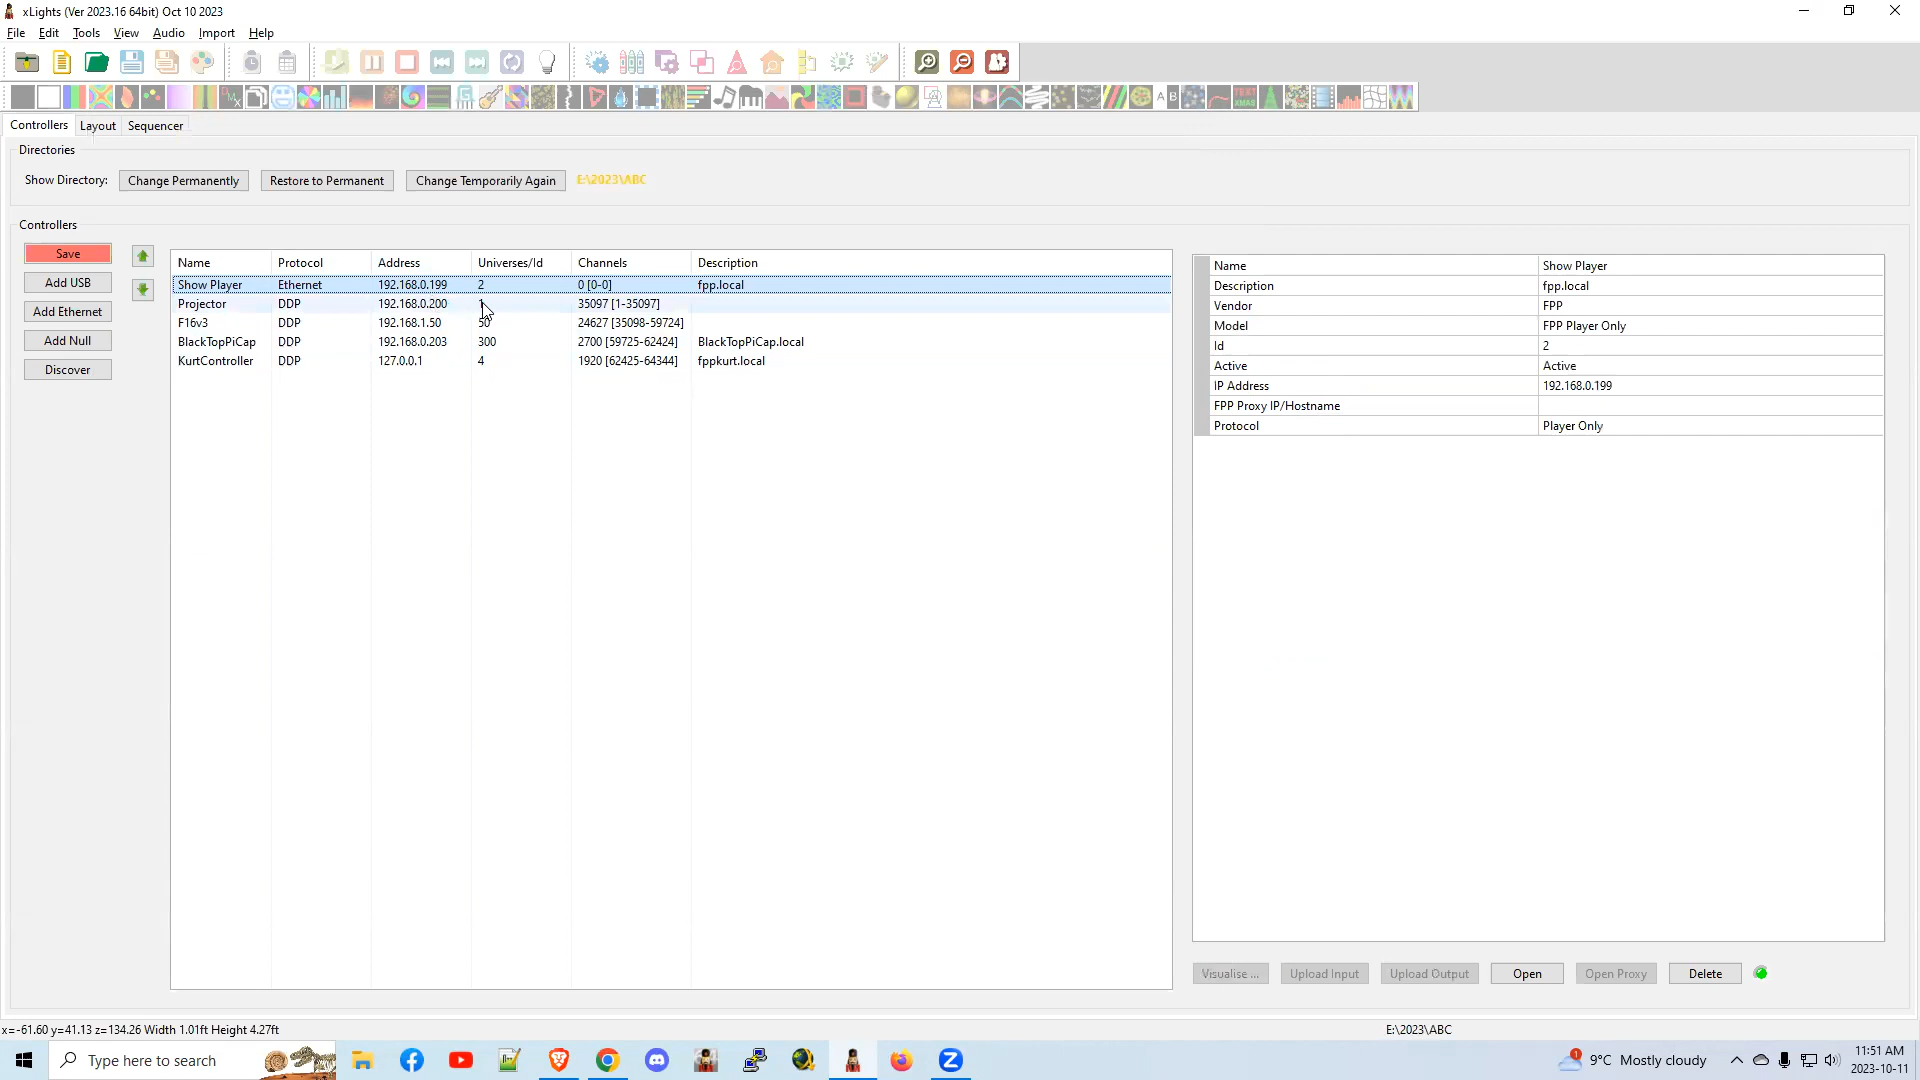 xLights (Ver 2023.16 64bit) Oct 10 2023
File Edit Tools View Audio Import Help
Controllers Layout Sequencer
Directories
Show Directory: Change Permanently Restore to Permanent Change Temporarily Again E:\2023\ABC
Controllers
Save
Add USB
Add Ethernet
Add Null
Discover
Name Protocol Address Universes/Id Channels Description
Show Player Ethernet 192.168.0.199 2 0 [0-0] fpp.local
Projector DDP 192.168.0.200 1 35097 [1-35097]
F16v3 DDP 192.168.1.50 50 24627 [35098-59724]
BlackTopPiCap DDP 192.168.0.203 300 2700 [59725-62424] BlackTopPiCap.local
KurtController DDP 127.0.0.1 4 1920 [62425-64344] fppkurt.local
Name Show Player
Description fpp.local
Vendor FPP
Model FPP Player Only
Id 2
Active Active
IP Address 192.168.0.199
FPP Proxy IP/Hostname
Protocol Player Only
Visualise ... Upload Input Upload Output Open Open Proxy Delete
x=-61.60 y=41.13 z=134.26 Width 1.01ft Height 4.27ft E:\2023\ABC
Type here to search
1 9°C Mostly cloudy
11:51 AM
2023-10-11